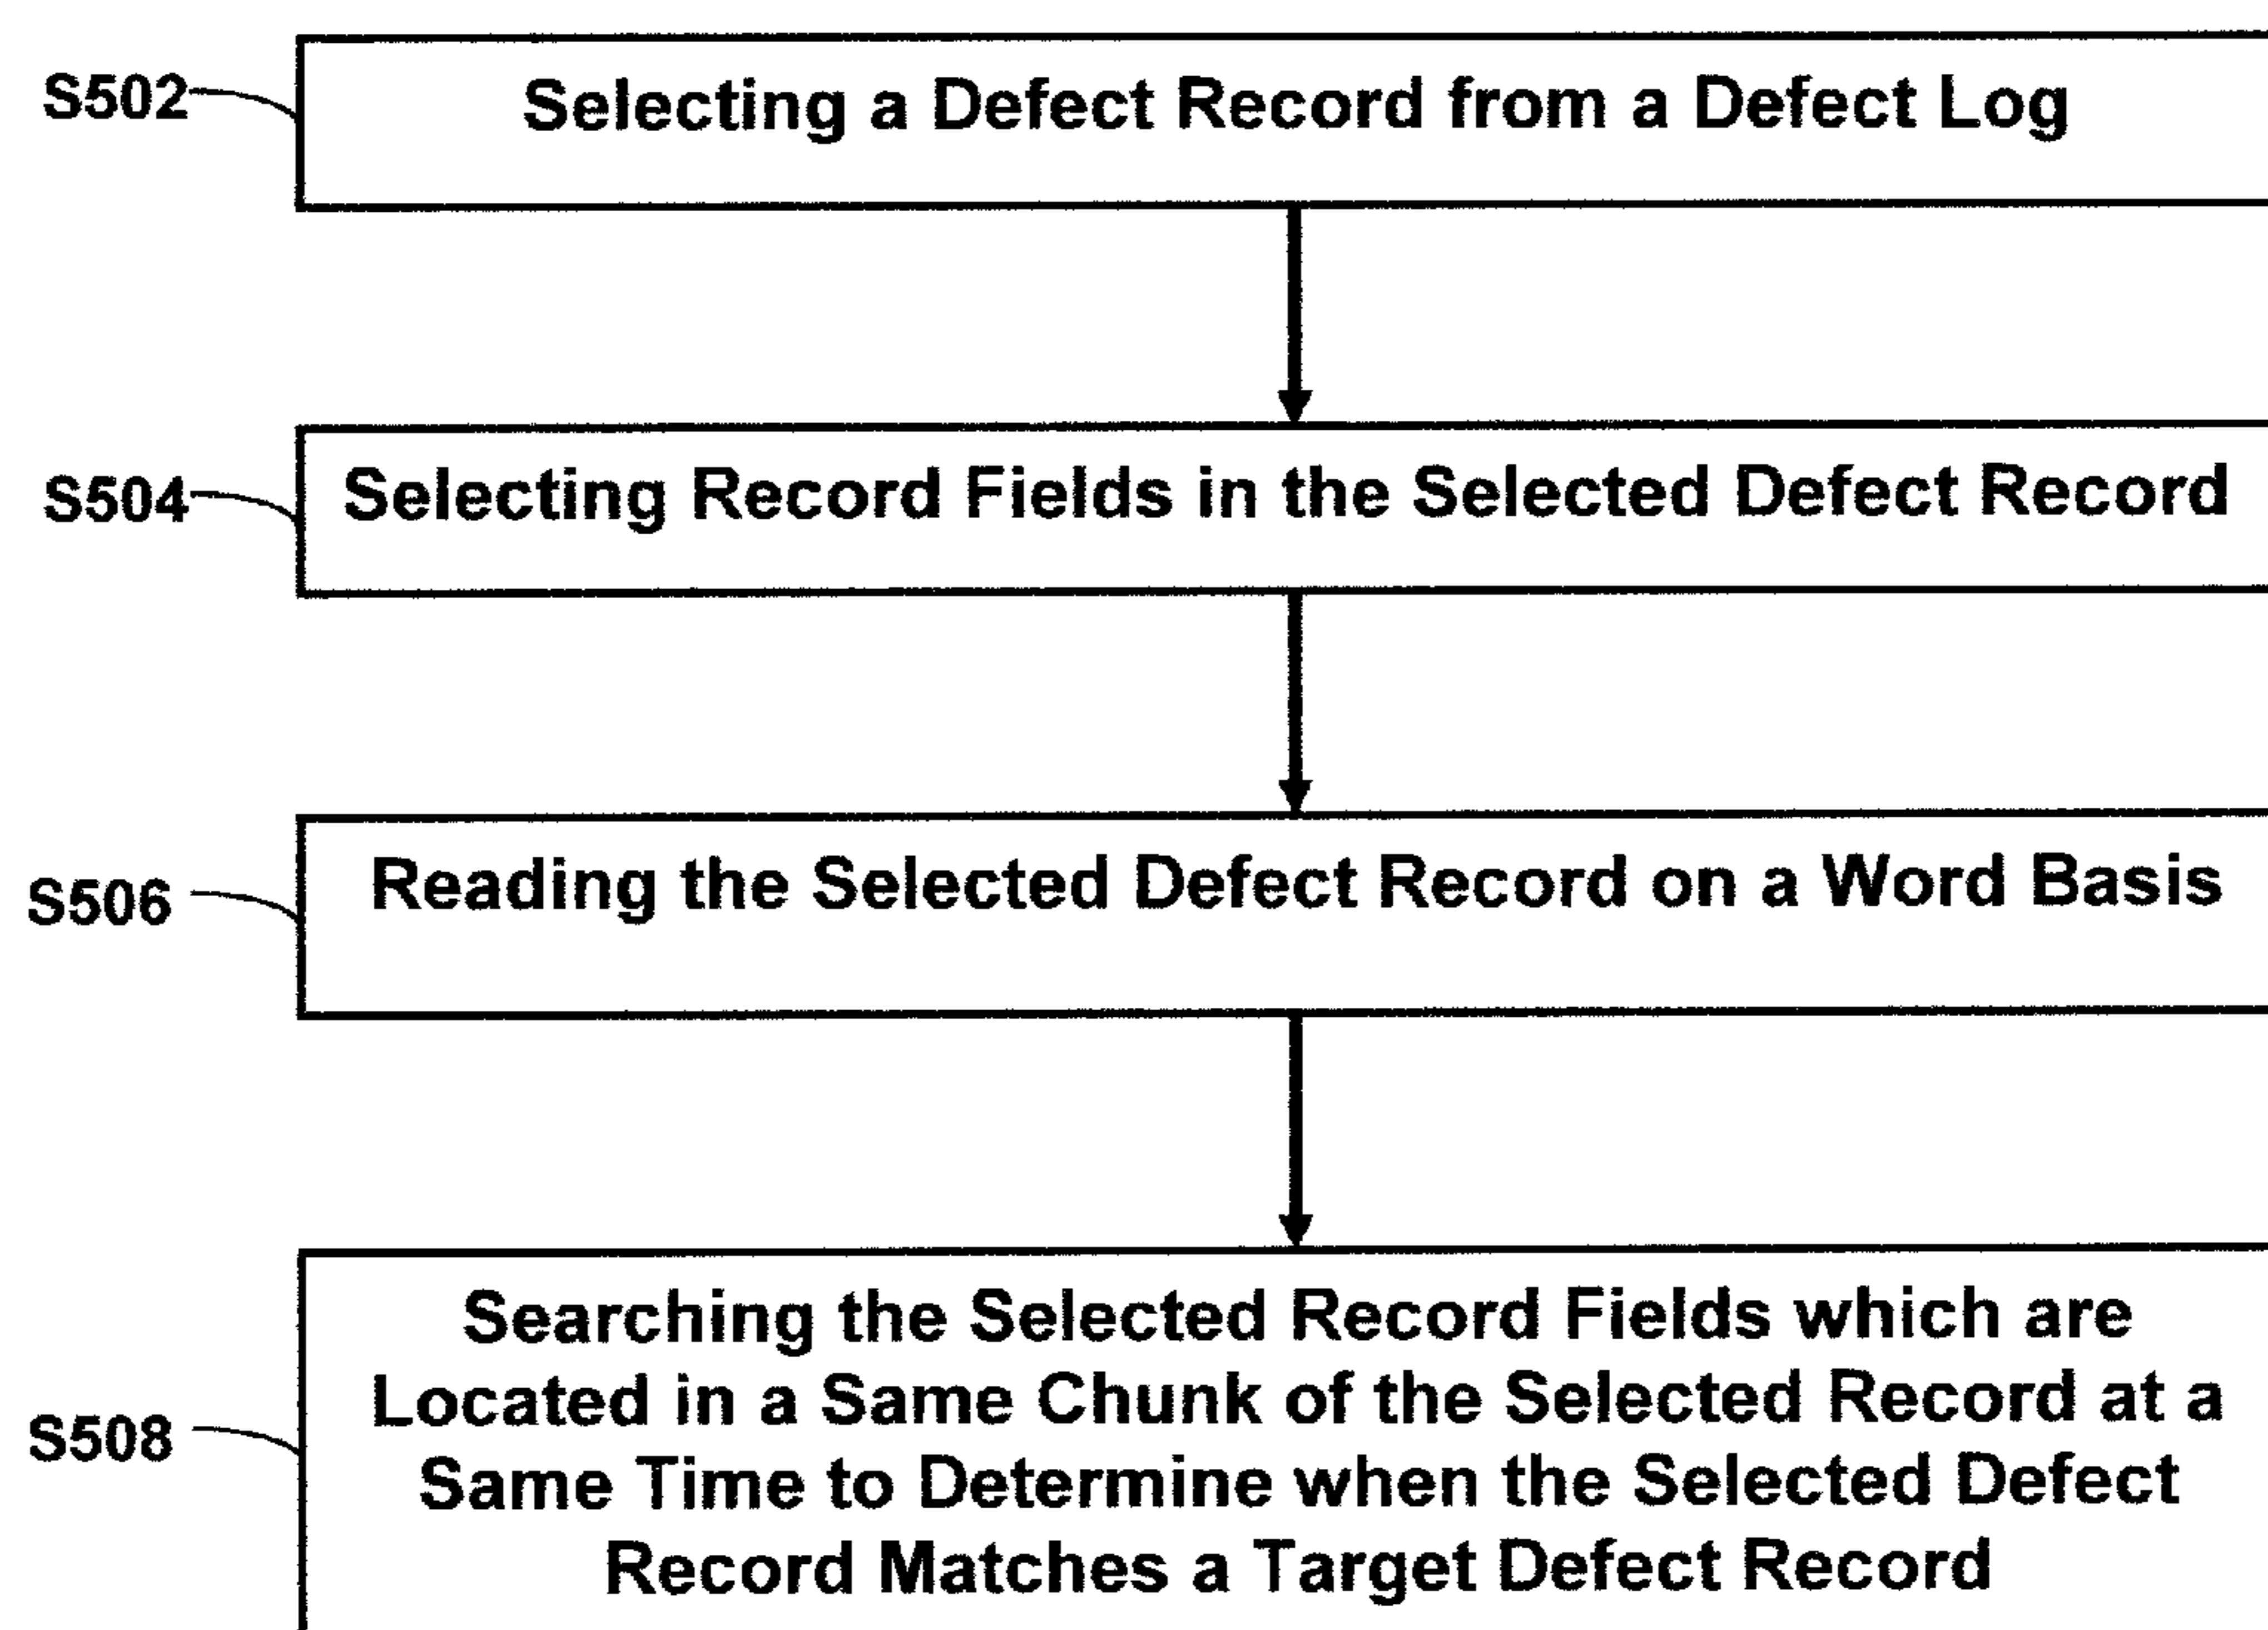 S502
Selecting a Defect Record from a Defect Log
S504
Selecting Record Fields in the Selected Defect Record
S506
Reading the Selected Defect Record on a Word Basis
S508
Searching the Selected Record Fields which are
Located in a Same Chunk of the Selected Record at a
Same Time to Determine when the Selected Defect
Record Matches a Target Defect Record